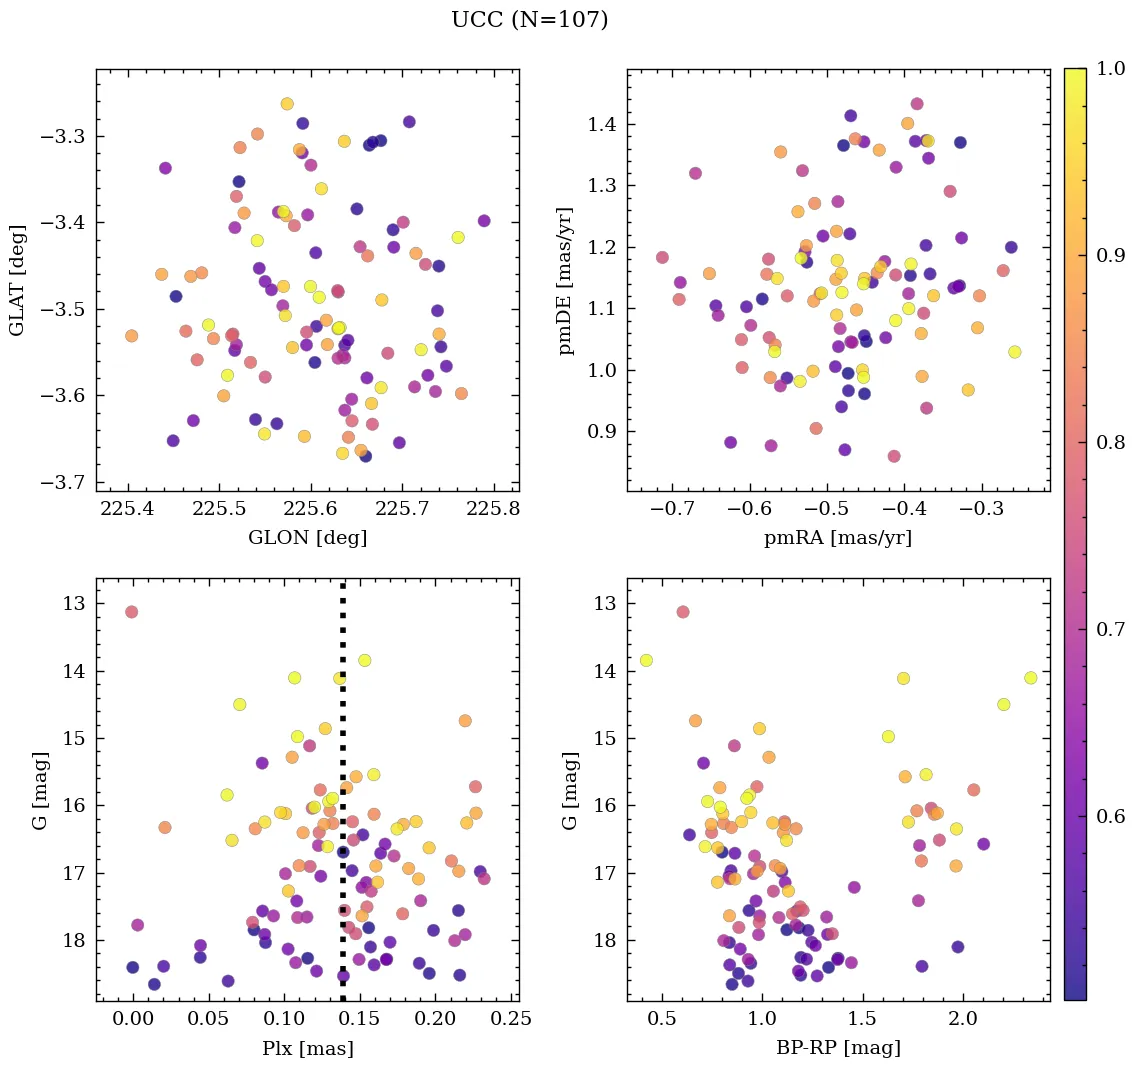 UCC (N=107)
−3.3
−3.4
−3.5
−3.6
−3.7
GLAT [deg]
225.4 225.5 225.6 225.7 225.8
GLON [deg]
1.4
1.3
1.2
1.1
1.0
0.9
pmDE [mas/yr]
−0.7 −0.6 −0.5 −0.4 −0.3
pmRA [mas/yr]
13
14
15
16
17
18
G [mag]
0.00 0.05 0.10 0.15 0.20 0.25
Plx [mas]
13
14
15
16
17
18
G [mag]
0.5 1.0 1.5 2.0
BP-RP [mag]
1.0
0.9
0.8
0.7
0.6